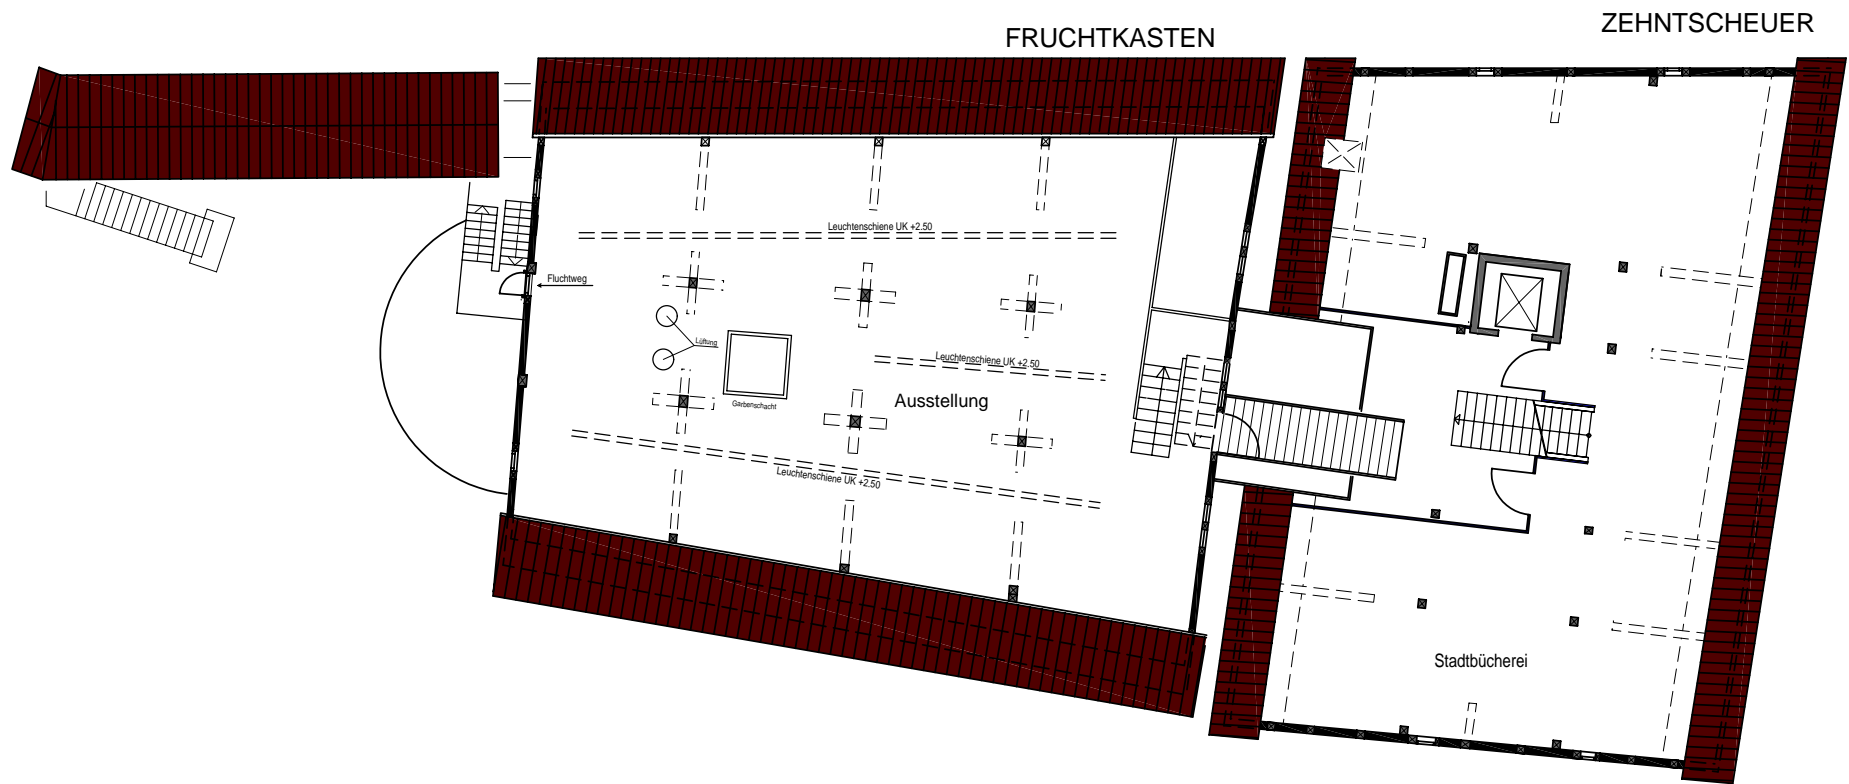 ZEHNTSCHEUER
FRUCHTKASTEN
Leuchtenschiene UK +2.50
Fluchtweg
Lüftung
Leuchtenschiene UK +2.50
Garbenschacht
Ausstellung
Leuchtenschiene UK +2.50
Stadtbücherei